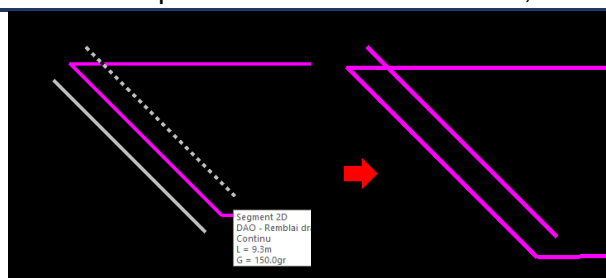 Segment 2D
DAO - Remblai dr
Continu
L = 9.3m
G = 150.0gr